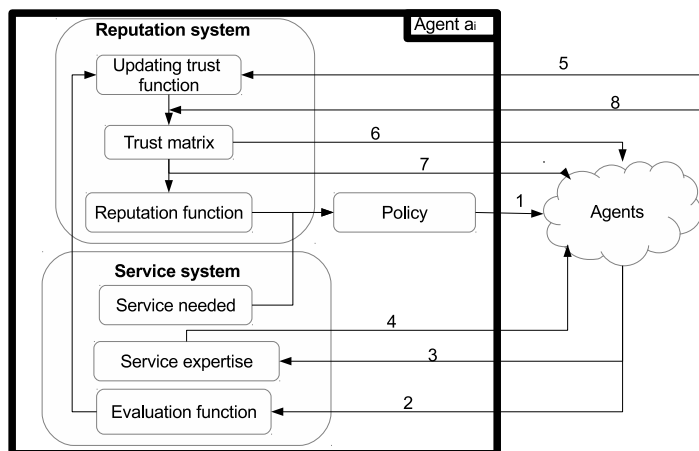 Reputation system
Agent ai
Updating trust
function
5
8
Trust matrix
6
7
Reputation function
Policy
1
Agents
Service system
Service needed
4
Service expertise
3
Evaluation function
2